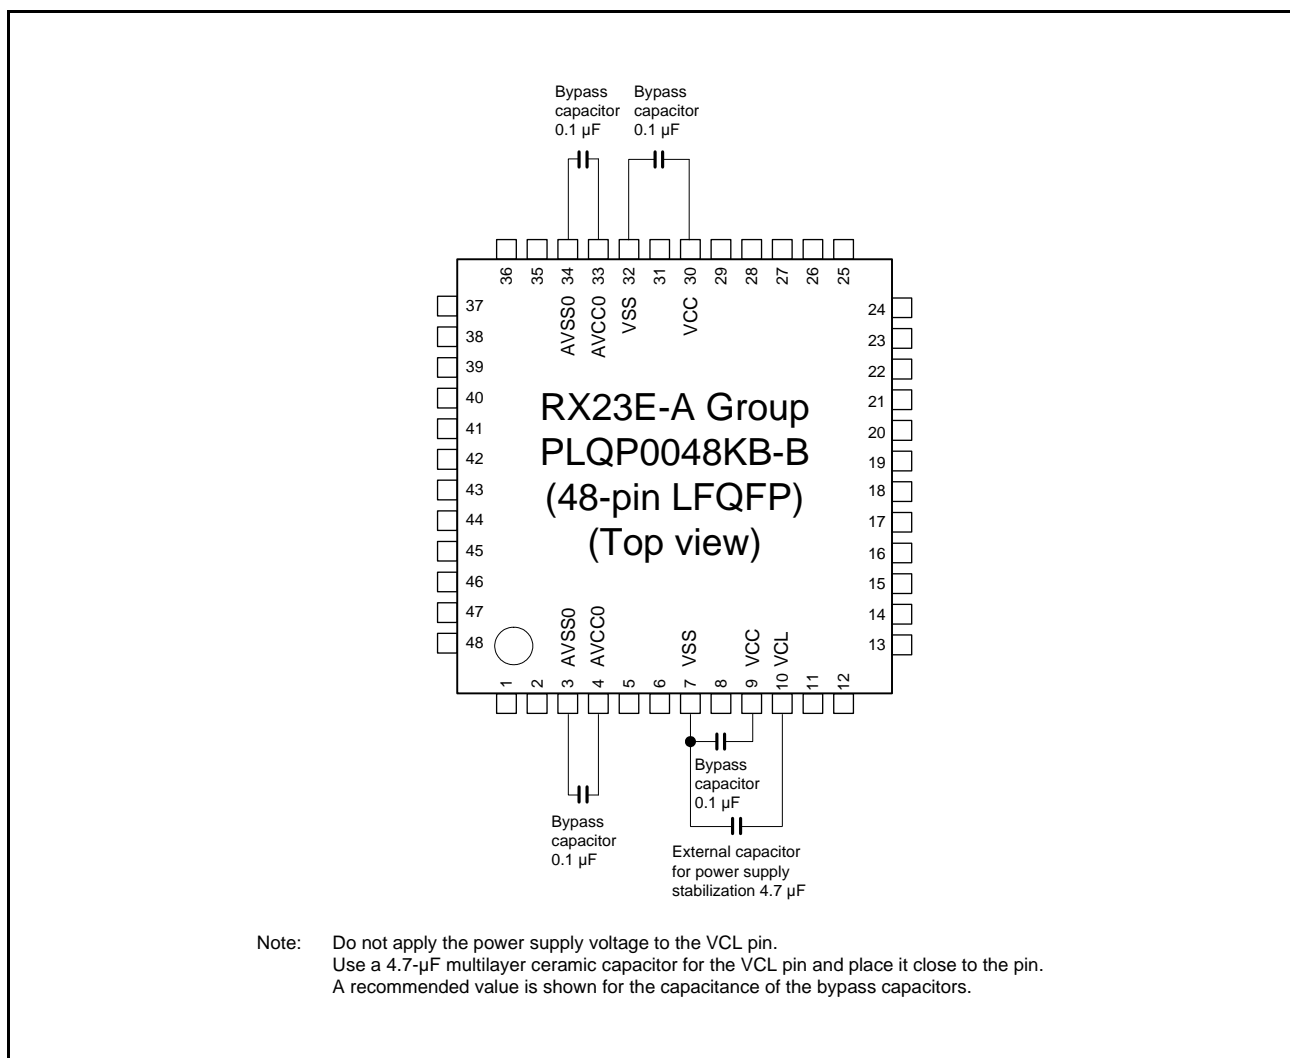 Bypass
capacitor
0.1 µF
Bypass
capacitor
0.1 µF
36
35
34
33
32
31
30
29
28
27
26
25
AVSS0
AVCC0
VSS
VCC
37
38
39
40
41
42
43
44
45
46
47
48
24
23
22
21
20
19
18
17
16
15
14
13
RX23E-A Group
PLQP0048KB-B
(48-pin LFQFP)
(Top view)
AVSS0
AVCC0
VSS
VCC
VCL
1
2
3
4
5
6
7
8
9
10
11
12
Bypass
capacitor
0.1 µF
Bypass
capacitor
0.1 µF
External capacitor
for power supply
stabilization 4.7 µF
Note: Do not apply the power supply voltage to the VCL pin.
Use a 4.7-µF multilayer ceramic capacitor for the VCL pin and place it close to the pin.
A recommended value is shown for the capacitance of the bypass capacitors.